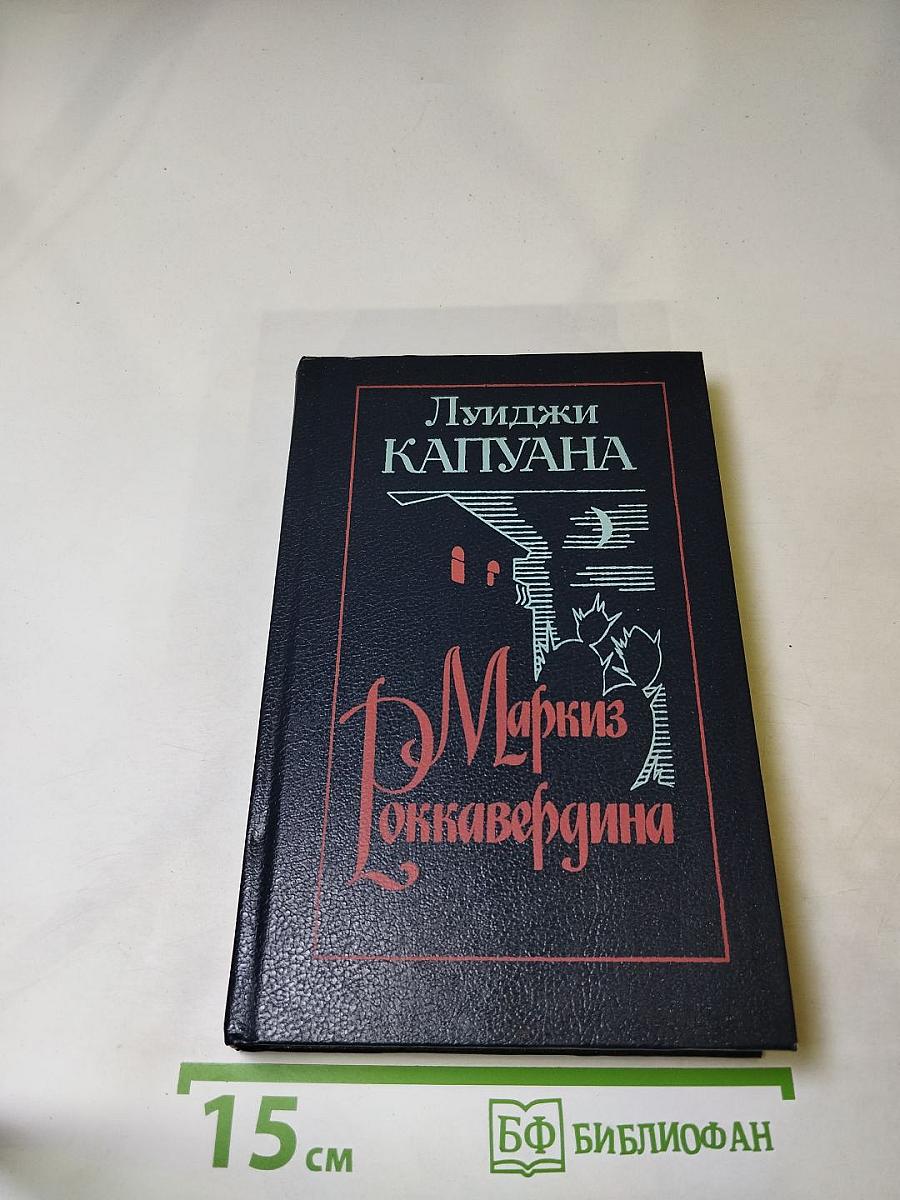 Луиджи
КАПУАНА
Маркиз
Роккавердина
15 см
БФ БИБЛИОФАН